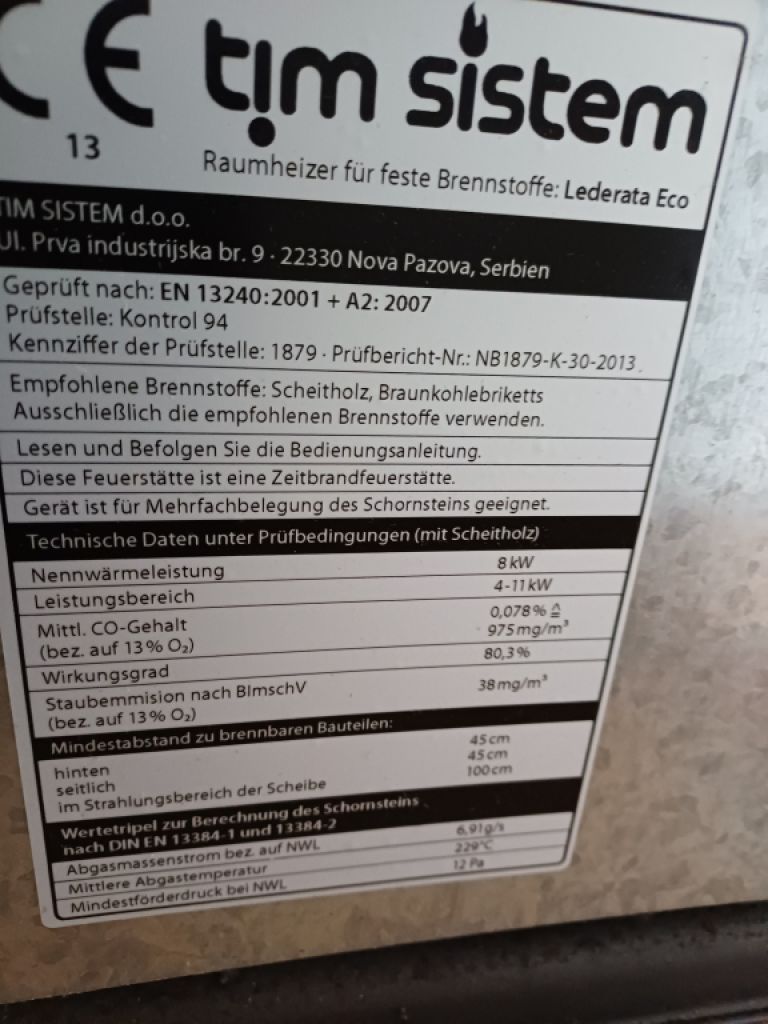 CE tim sistem
13
Raumheizer für feste Brennstoffe: Lederata Eco
TIM SISTEM d.o.o.
Ul. Prva industrijska br. 9 · 22330 Nova Pazova, Serbien
Geprüft nach: EN 13240:2001 + A2: 2007
Prüfstelle: Kontrol 94
Kennziffer der Prüfstelle: 1879 · Prüfbericht-Nr.: NB1879-K-30-2013
Empfohlene Brennstoffe: Scheitholz, Braunkohlebriketts
Ausschließlich die empfohlenen Brennstoffe verwenden.
Lesen und Befolgen Sie die Bedienungsanleitung.
Diese Feuerstätte ist eine Zeitbrandfeuerstätte.
Gerät ist für Mehrfachbelegung des Schornsteins geeignet.
Technische Daten unter Prüfbedingungen (mit Scheitholz)
Nennwärmeleistung 8 kW
Leistungsbereich 4-11 kW
Mittl. CO-Gehalt 0,078 % ≙
(bez. auf 13 % O₂) 975 mg/m³
Wirkungsgrad 80,3 %
Staubemmision nach BImschV 38 mg/m³
(bez. auf 13 % O₂)
Mindestabstand zu brennbaren Bauteilen:
hinten 45 cm
seitlich 45 cm
im Strahlungsbereich der Scheibe 100 cm
Wertetripel zur Berechnung des Schornsteins
nach DIN EN 13384-1 und 13384-2
Abgasmassenstrom bez. auf NWL 6,91 g/s
Mittlere Abgastemperatur 229°C
Mindestförderdruck bei NWL 12 Pa